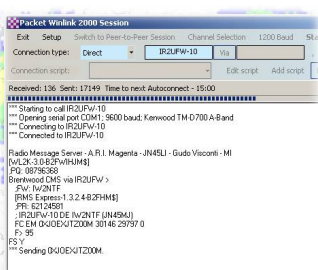 Packet Winlink 2000 Session
Exit Setup Switch to Peer-to-Peer Session Channel Selection 1200 Baud
Connection type: Direct IR2UFW-10 Via
Connection script: Edit script Add script
Received: 136 Sent: 17149 Time to next Autoconnect - 15:00
*** Starting to call IR2UFW-10
*** Opening serial port COM1; 9600 baud; Kenwood TM-D700 A-Band
*** Connecting to IR2UFW-10
*** Connected to IR2UFW-10
Radio Message Server - A.R.I. Magenta - JN45LI - Gudo Visconti - MI
[WL2K-3.0-B2FWIHJM$]
;PQ: 08796368
Brentwood CMS via IR2UFW >
;FW: IW2NTF
[RMS Express-1.3.2.4-B2FHM$]
;PR: 62124581
; IR2UFW-10 DE IW2NTF (JN45MJ)
FC EM 0XJOEXJTZ00M 30146 29797 0
F> 95
FS Y
*** Sending 0XJOEXJTZ00M.